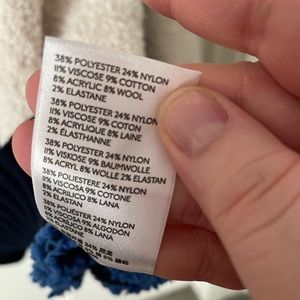 38% POLYESTER 24% NYLON
11% VISCOSE 9% COTTON
8% ACRYLIC 8% WOOL
2% ELASTANE
38% POLYESTER 24% NYLON
11% VISCOSE 9% COTON
8% ACRYLIQUE 8% LAINE
2% ÉLASTHANNE
38% POLYESTER 24% NYLON
11% VISKOSE 9% BAUMWOLLE
8% ACRYL 8% WOLLE 2% ELASTAN
38% POLIESTERE 24% NYLON
11% VISCOSA 9% COTONE
8% ACRILICO 8% LANA
2% ELASTAN
38% POLIÉSTER 24% NYLON
11% VISCOSA 9% ALGODÓN
8% LANA
24%